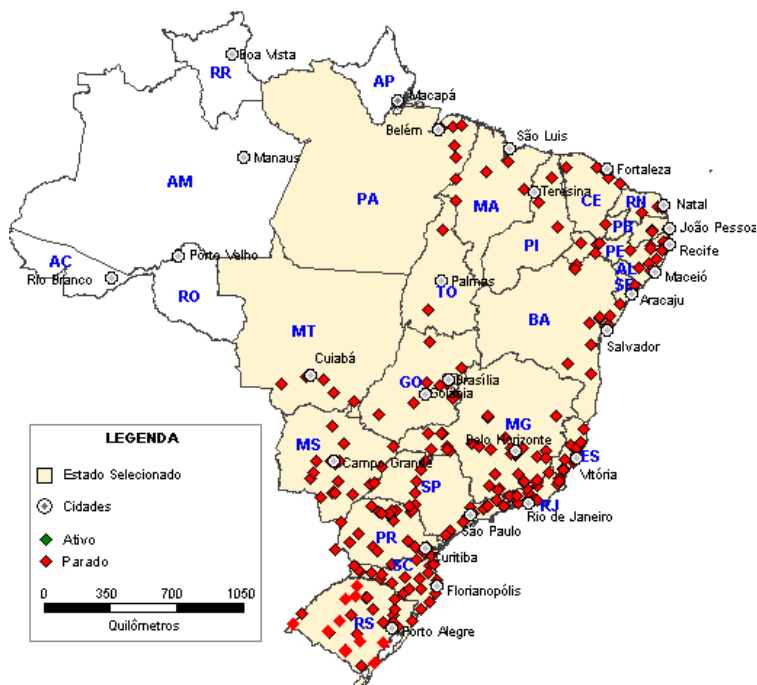 Boa Vista
RR
AP
Macapá
Belém
São Luis
Manaus
Fortaleza
AM
PA
Teresina
CE
MA
RN
Natal
PB
João Pessoa
PI
PE
Recife
AC
Porto Velho
AL
Maceió
Rio Branco
Palmas
SE
TO
Aracaju
RO
BA
MT
Salvador
Cuiabá
GO
Brasília
Goiânia
MG
LEGENDA
MS
Belo Horizonte
ES
Campo Grande
Vitória
Estado Selecionado
SP
Cidades
RJ
Rio de Janeiro
São Paulo
Ativo
PR
Curitiba
Parado
SC
Florianopólis
0 350 700 1050
Quilômetros
RS
Porto Alegre